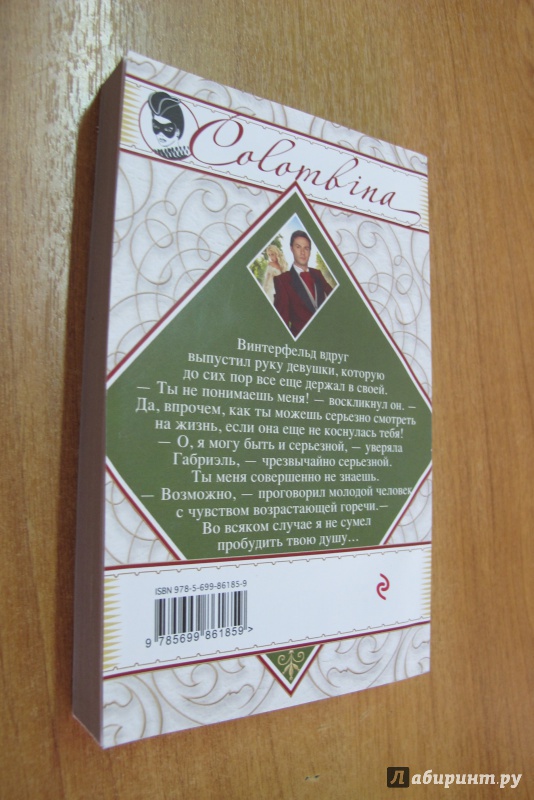 Colombina
Винтерфельд вдруг
выпустил руку девушки, которую
до сих пор все еще держал в своей.
— Ты не понимаешь меня! — воскликнул он. —
Да, впрочем, как ты можешь серьезно смотреть
на жизнь, если она еще не коснулась тебя!
— О, я могу быть и серьезной, — уверяла
Габриэль, — чрезвычайно серьезной.
Ты меня совершенно не знаешь.
— Возможно, — проговорил молодой человек
с чувством возрастающей горечи.—
Во всяком случае я не сумел
пробудить твою душу...
ISBN 978-5-699-86185-9
9 785699 861859>
Лабиринт.ру